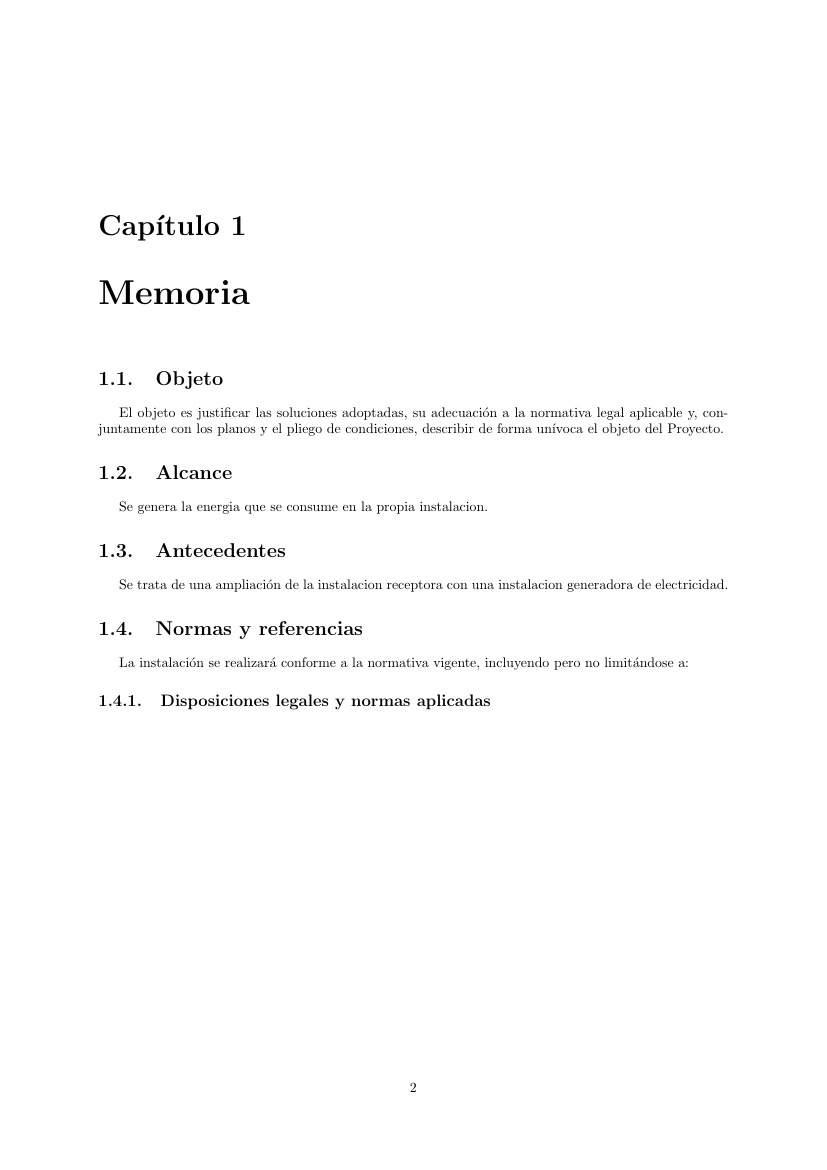 Capítulo 1
Memoria
1.1. Objeto
El objeto es justificar las soluciones adoptadas, su adecuación a la normativa legal aplicable y, con-
juntamente con los planos y el pliego de condiciones, describir de forma unívoca el objeto del Proyecto.
1.2. Alcance
Se genera la energia que se consume en la propia instalacion.
1.3. Antecedentes
Se trata de una ampliación de la instalacion receptora con una instalacion generadora de electricidad.
1.4. Normas y referencias
La instalación se realizará conforme a la normativa vigente, incluyendo pero no limitándose a:
1.4.1. Disposiciones legales y normas aplicadas
2